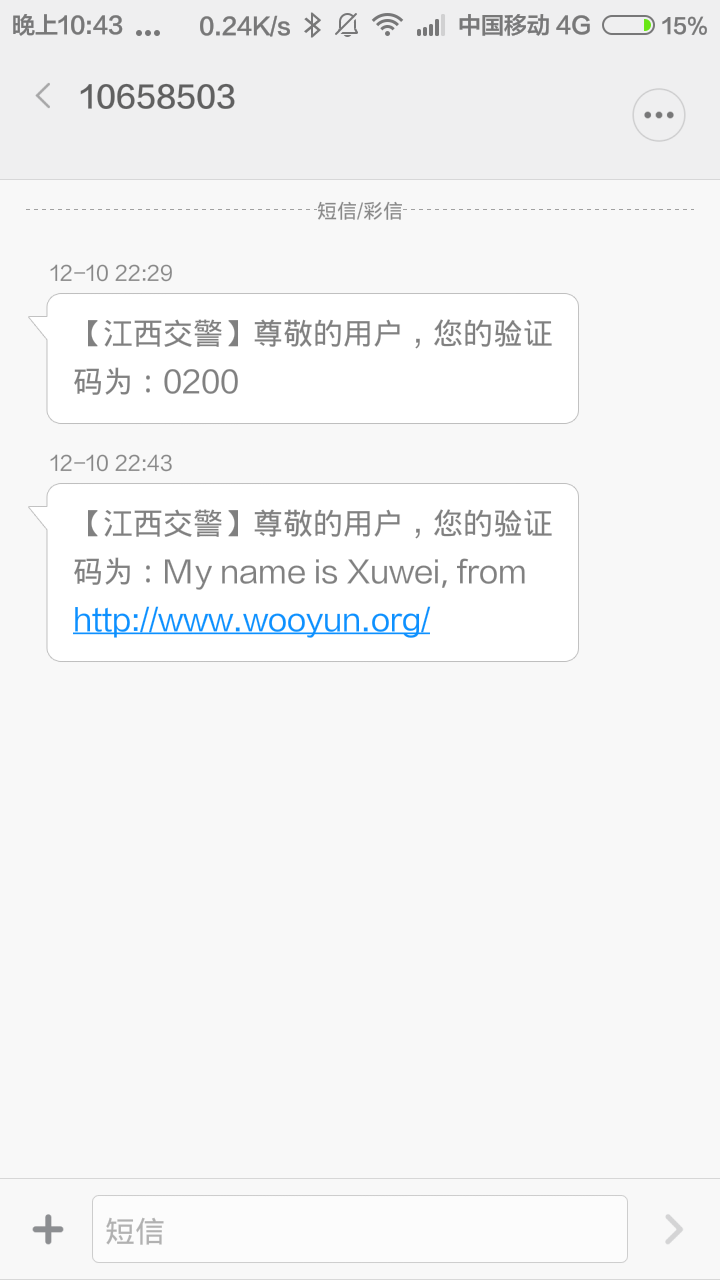 晚上10:43 ... 0.24K/s 中国移动 4G 15%
10658503
短信/彩信
12-10 22:29
【江西交警】尊敬的用户，您的验证
码为：0200
12-10 22:43
【江西交警】尊敬的用户，您的验证
码为：My name is Xuwei, from
http://www.wooyun.org/
短信